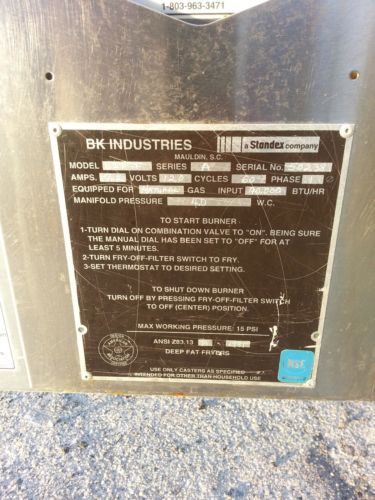 1-803-963-3471
BK INDUSTRIES a Standex company
MAULDIN, S.C.
MODEL SERIES A SERIAL No.
AMPS. VOLTS 120 CYCLES 60 PHASE 1 Ø
EQUIPPED FOR NATURAL GAS INPUT BTU/HR
MANIFOLD PRESSURE 4.0 W.C.
TO START BURNER
1-TURN DIAL ON COMBINATION VALVE TO "ON". BEING SURE
THE MANUAL DIAL HAS BEEN SET TO "OFF" FOR AT
LEAST 5 MINUTES.
2-TURN FRY-OFF-FILTER SWITCH TO FRY.
3-SET THERMOSTAT TO DESIRED SETTING.
TO SHUT DOWN BURNER
TURN OFF BY PRESSING FRY-OFF-FILTER SWITCH
TO OFF (CENTER) POSITION.
MAX WORKING PRESSURE: 15 PSI
ANSI Z83.13
DEEP FAT FRYERS
USE ONLY CASTERS AS SPECIFIED
INTENDED FOR OTHER THAN HOUSEHOLD USE
NSF